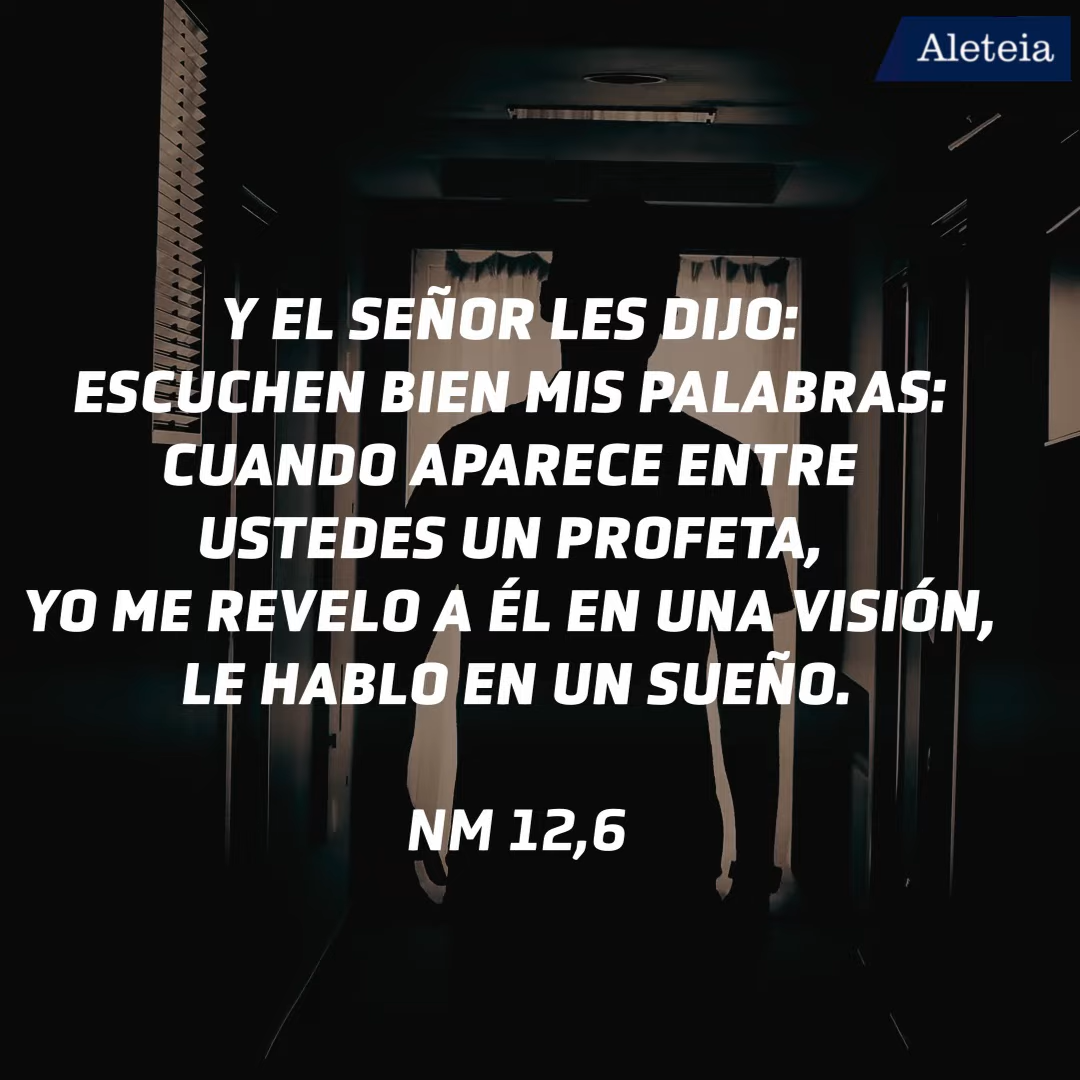 Aleteia
Y EL SEÑOR LES DIJO:
ESCUCHEN BIEN MIS PALABRAS:
CUANDO APARECE ENTRE
USTEDES UN PROFETA,
YO ME REVELO A ÉL EN UNA VISIÓN,
LE HABLO EN UN SUEÑO.
NM 12,6